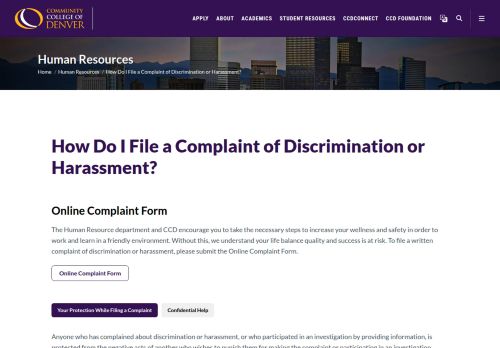 COMMUNITY
COLLEGE OF
DENVER
APPLY ABOUT ACADEMICS STUDENT RESOURCES CCDCONNECT CCD FOUNDATION
Human Resources
Home / Human Resources / How Do I File a Complaint of Discrimination or Harassment?
How Do I File a Complaint of Discrimination or
Harassment?
Online Complaint Form
The Human Resource department and CCD encourage you to take the necessary steps to increase your wellness and safety in order to
work and learn in a friendly environment. Without this, we understand your life balance quality and success is at risk. To file a written
complaint of discrimination or harassment, please submit the Online Complaint Form.
Online Complaint Form
Your Protection While Filing a Complaint Confidential Help
Anyone who has complained about discrimination or harassment, or who participated in an investigation by providing information, is
protected from the negative acts of another who wishes to punish them for making the complaint or participating in an investigation.